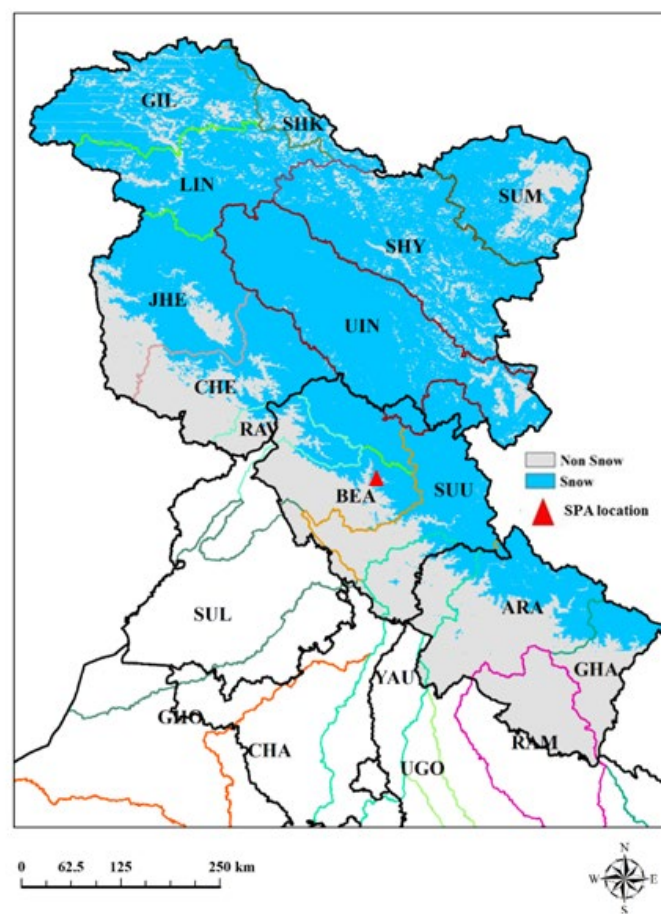 GIL
SHK
LIN
SUM
SHY
JHE
UIN
CHE
RAV
Non Snow
Snow
SPA location
BEA
SUU
SUL
ARA
GHA
YAU
GHO
CHA
UGO
RAM
0 62.5 125 250 km
N
W E
S